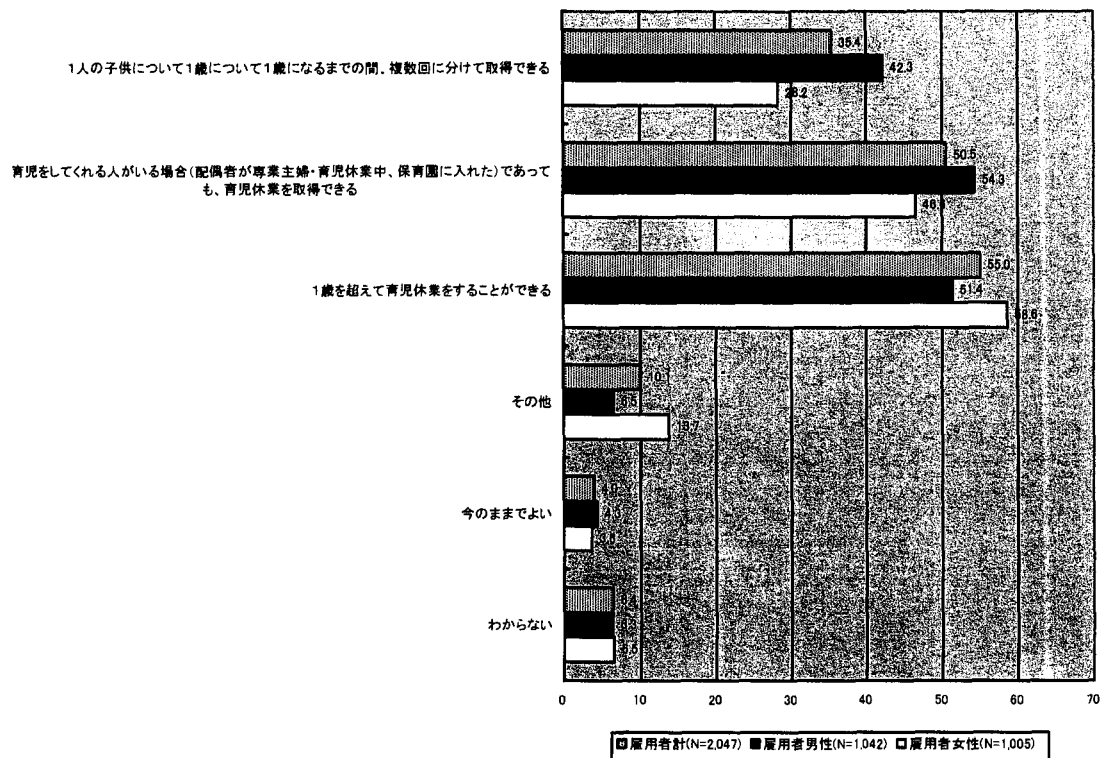 35.4
1人の子供について1歳について1歳になるまでの間、複数回に分けて取得できる
42.3
28.2
50.5
育児をしてくれる人がいる場合(配偶者が専業主婦・育児休業中、保育園に入れた)であって
も、育児休業を取得できる
54.3
55.0
1歳を超えて育児休業をすることができる
51.4
58.6
その他
6.5
13.7
4.0
今のままでよい
わからない
6.5
0 10 20 30 40 50 60 70
雇用者計(N=2,047) 雇用者男性(N=1,042) 雇用者女性(N=1,005)